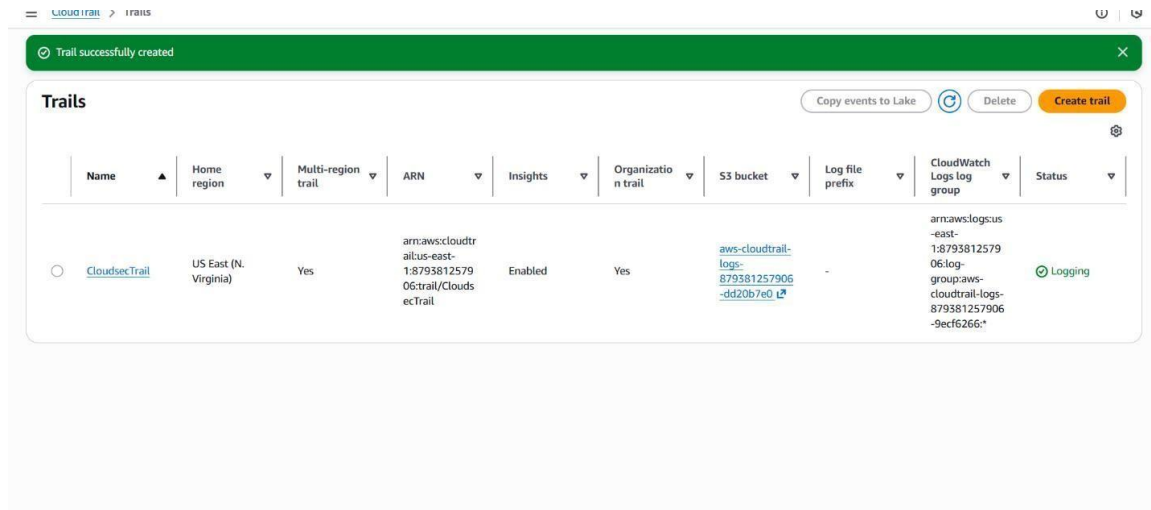 CloudTrail > Trails
Trail successfully created
Trails
Copy events to Lake
Delete
Create trail
Name
Home
region
Multi-region
trail
ARN
Insights
Organizatio
n trail
S3 bucket
Log file
prefix
CloudWatch
Logs log
group
Status
CloudsecTrail
US East (N.
Virginia)
Yes
arn:aws:cloudtr
ail:us-east-
1:8793812579
06:trail/Clouds
ecTrail
Enabled
Yes
aws-cloudtrail-
logs-
879381257906
-dd20b7e0
-
arn:aws:logs:us
-east-
1:8793812579
06:log-
group:aws-
cloudtrail-logs-
879381257906
-9ecf6266:*
Logging